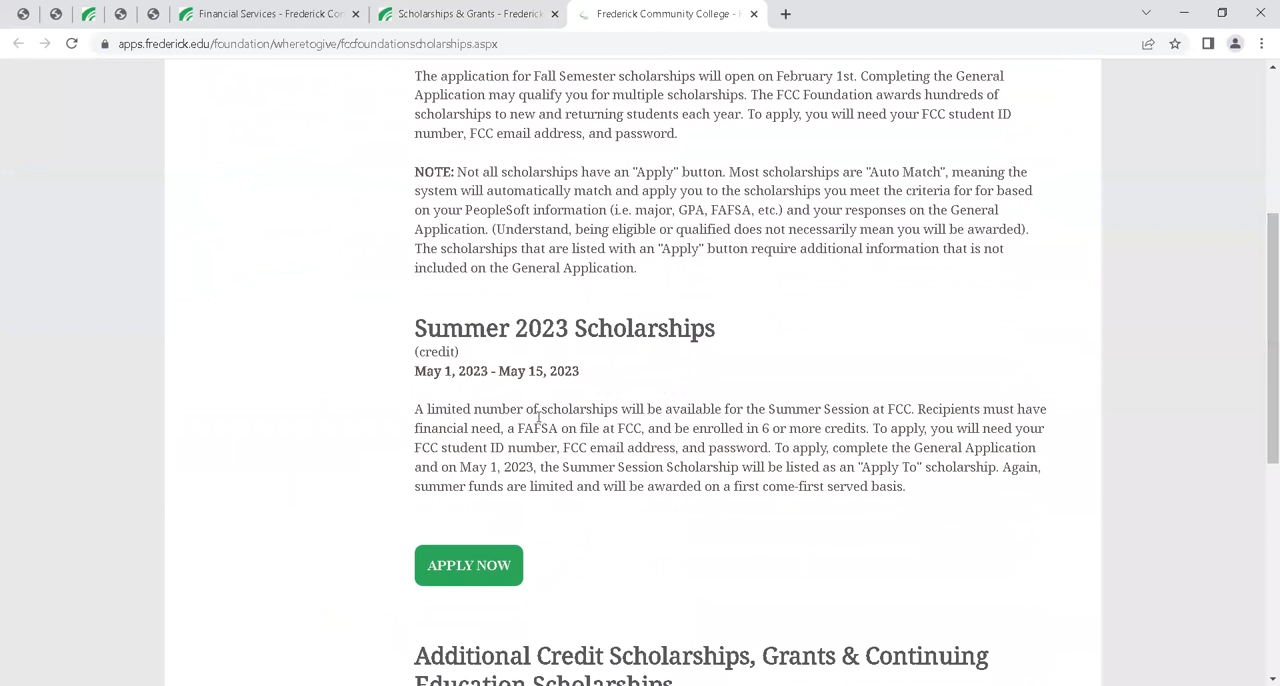 Financial Services - Frederick Com
Scholarships & Grants - Frederick
Frederick Community College -
apps.frederick.edu/foundation/wheretogive/fccfoundationscholarships.aspx
The application for Fall Semester scholarships will open on February 1st. Completing the General
Application may qualify you for multiple scholarships. The FCC Foundation awards hundreds of
scholarships to new and returning students each year. To apply, you will need your FCC student ID
number, FCC email address, and password.
NOTE: Not all scholarships have an "Apply" button. Most scholarships are "Auto Match", meaning the
system will automatically match and apply you to the scholarships you meet the criteria for for based
on your PeopleSoft information (i.e. major, GPA, FAFSA, etc.) and your responses on the General
Application. (Understand, being eligible or qualified does not necessarily mean you will be awarded).
The scholarships that are listed with an "Apply" button require additional information that is not
included on the General Application.
Summer 2023 Scholarships
(credit)
May 1, 2023 - May 15, 2023
A limited number of scholarships will be available for the Summer Session at FCC. Recipients must have
financial need, a FAFSA on file at FCC, and be enrolled in 6 or more credits. To apply, you will need your
FCC student ID number, FCC email address, and password. To apply, complete the General Application
and on May 1, 2023, the Summer Session Scholarship will be listed as an "Apply To" scholarship. Again,
summer funds are limited and will be awarded on a first come-first served basis.
APPLY NOW
Additional Credit Scholarships, Grants & Continuing
Education Scholarships